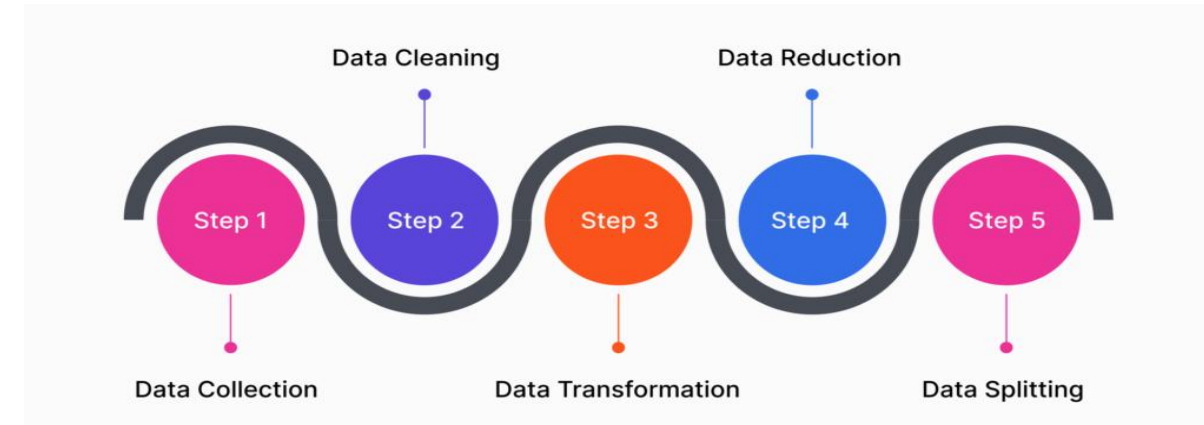 Data Cleaning
Data Reduction
Step 1
Step 2
Step 3
Step 4
Step 5
Data Collection
Data Transformation
Data Splitting